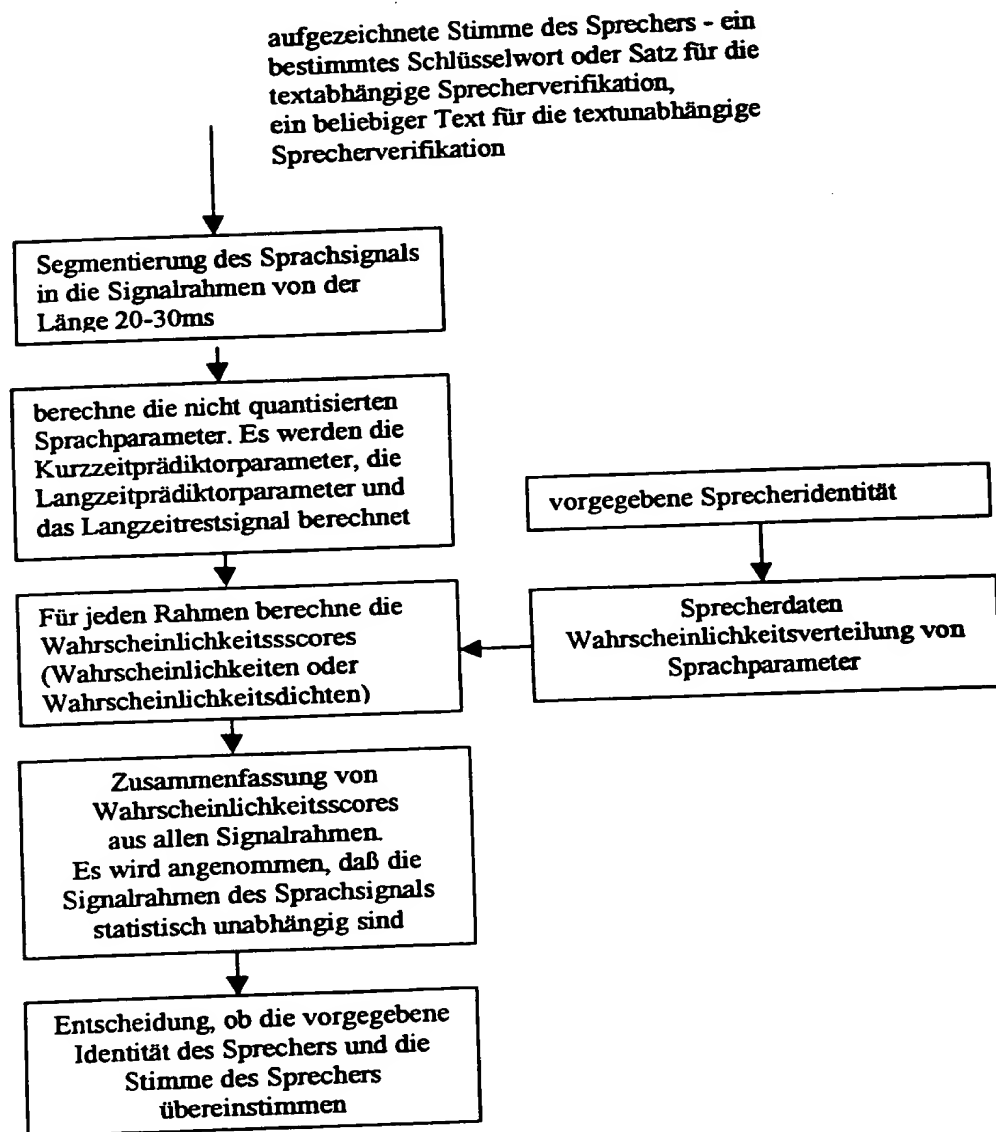 aufgezeichnete Stimme des Sprechers - ein
bestimmtes Schlüsselwort oder Satz für die
textabhängige Sprecherverifikation,
ein beliebiger Text für die textunabhängige
Sprecherverifikation
Segmentierung des Sprachsignals
in die Signalrahmen von der
Länge 20-30ms
berechne die nicht quantisierten
Sprachparameter. Es werden die
Kurzzeitprädiktorparameter, die
Langzeitprädiktorparameter und
das Langzeitrestsignal berechnet
vorgegebene Sprecheridentität
Für jeden Rahmen berechne die
Wahrscheinlichkeitssscores
(Wahrscheinlichkeiten oder
Wahrscheinlichkeitsdichten)
Sprecherdaten
Wahrscheinlichkeitsverteilung von
Sprachparameter
Zusammenfassung von
Wahrscheinlichkeitsscores
aus allen Signalrahmen.
Es wird angenommen, daß die
Signalrahmen des Sprachsignals
statistisch unabhängig sind
Entscheidung, ob die vorgegebene
Identität des Sprechers und die
Stimme des Sprechers
übereinstimmen